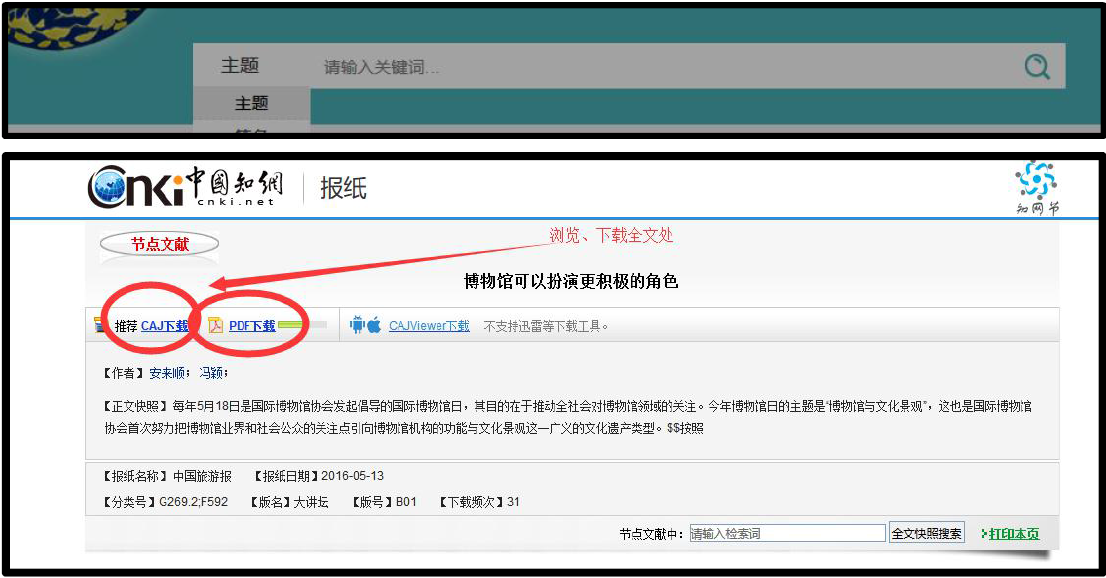 主题
请输入关键词...
主题
Cnki中國知網
cnki.net
报纸
知网节
节点文献
浏览、下载全文处
博物馆可以扮演更积极的角色
推荐 CAJ下载 PDF下载 CAJViewer下载 不支持迅雷等下载工具。
【作者】安来顺; 冯颖;
【正文快照】每年5月18日是国际博物馆协会发起倡导的国际博物馆日，其目的在于推动全社会对博物馆领域的关注。今年博物馆日的主题是“博物馆与文化景观”，这也是国际博物馆
协会首次努力把博物馆业界和社会公众的关注点引向博物馆机构的功能与文化景观这一广义的文化遗产类型。$$按照
【报纸名称】中国旅游报 【报纸日期】2016-05-13
【分类号】G269.2;F592 【版名】大讲坛 【版号】B01 【下载频次】31
节点文献中: 请输入检索词 全文快照搜索 打印本页